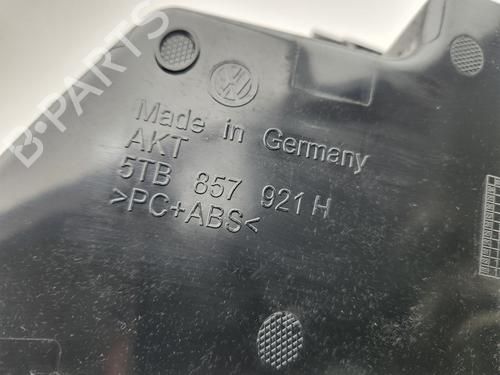 B-PARTS
Made in Germany
AKT
5TB 857 921 H
>PC+ABS<